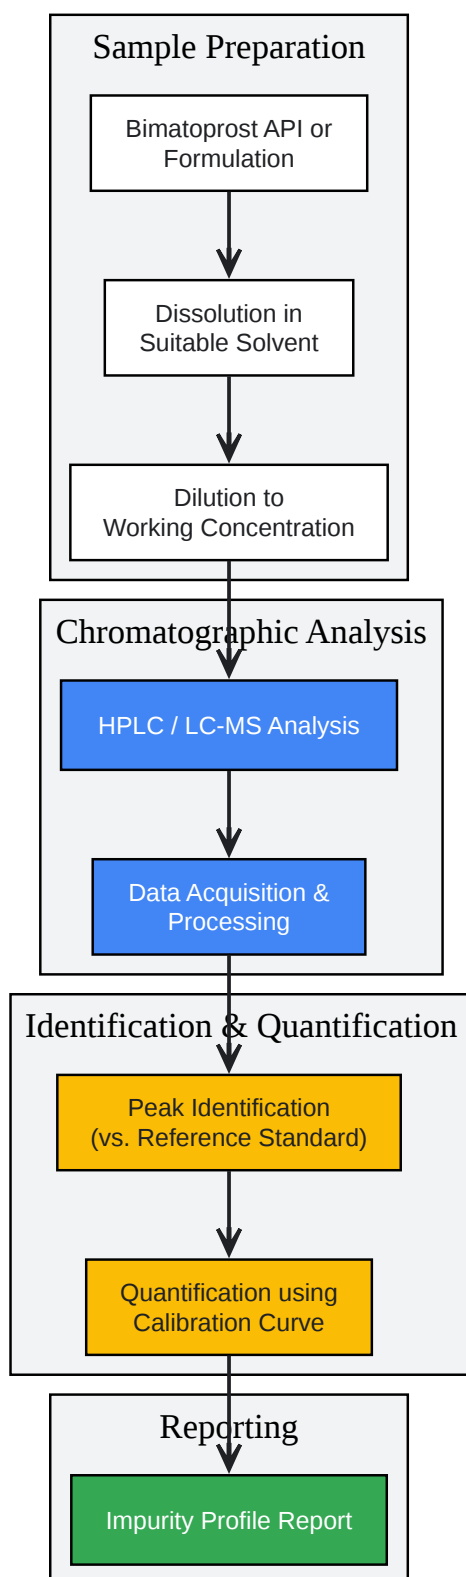 Sample Preparation
Bimatoprost API or
Formulation
Dissolution in
Suitable Solvent
Dilution to
Working Concentration
Chromatographic Analysis
HPLC / LC-MS Analysis
Data Acquisition &
Processing
Identification & Quantification
Peak Identification
(vs. Reference Standard)
Quantification using
Calibration Curve
Reporting
Impurity Profile Report